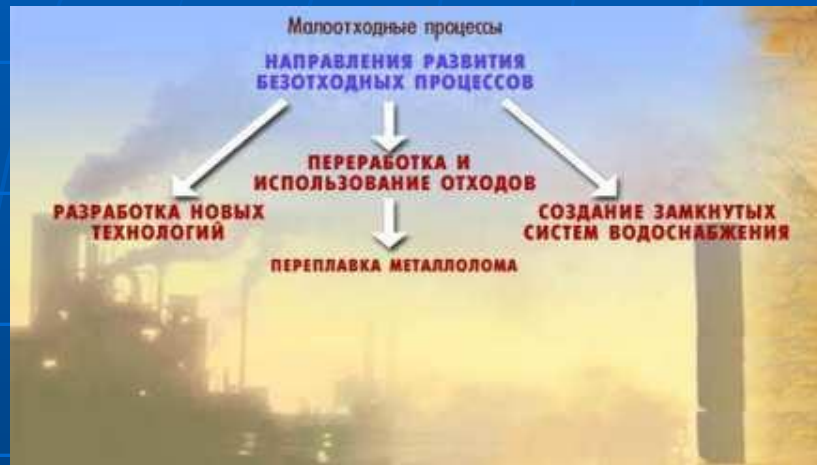 Малоотходные процессы
НАПРАВЛЕНИЯ РАЗВИТИЯ
БЕЗОТХОДНЫХ ПРОЦЕССОВ
ПЕРЕРАБОТКА И
ИСПОЛЬЗОВАНИЕ ОТХОДОВ
РАЗРАБОТКА НОВЫХ
ТЕХНОЛОГИЙ
СОЗДАНИЕ ЗАМКНУТЫХ
СИСТЕМ ВОДОСНАБЖЕНИЯ
ПЕРЕПЛАВКА МЕТАЛЛОЛОМА